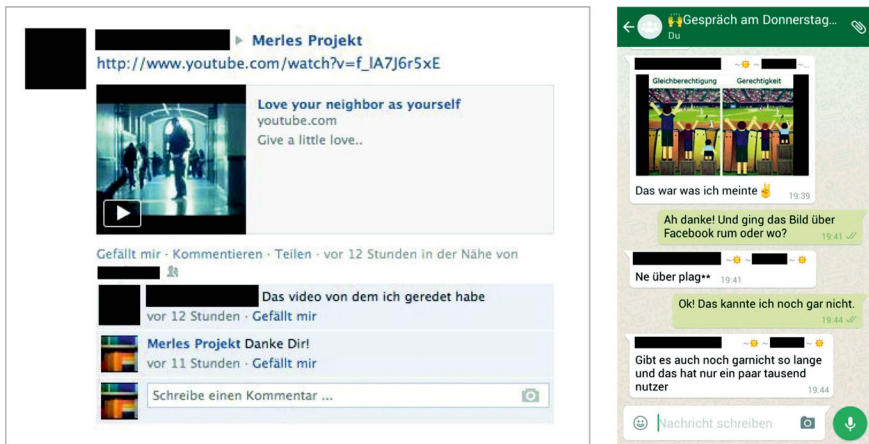 Merles Projekt
http://www.youtube.com/watch?v=f_lA7J6r5xE
Love your neighbor as yourself
youtube.com
Give a little love..
Gefällt mir · Kommentieren · Teilen · vor 12 Stunden in der Nähe von
Das video von dem ich geredet habe
vor 12 Stunden · Gefällt mir
Merles Projekt Danke Dir!
vor 11 Stunden · Gefällt mir
Schreibe einen Kommentar ...
🙌Gespräch am Donnerstag...
Du
Gleichberechtigung Gerechtigkeit
Das war was ich meinte ✌
19:39
Ah danke! Und ging das Bild über
Facebook rum oder wo?
19:41
Ne über plag** 19:41
Ok! Das kannte ich noch gar nicht.
19:44
Gibt es auch noch garnicht so lange
und das hat nur ein paar tausend
nutzer
19:44
Nachricht schreiben